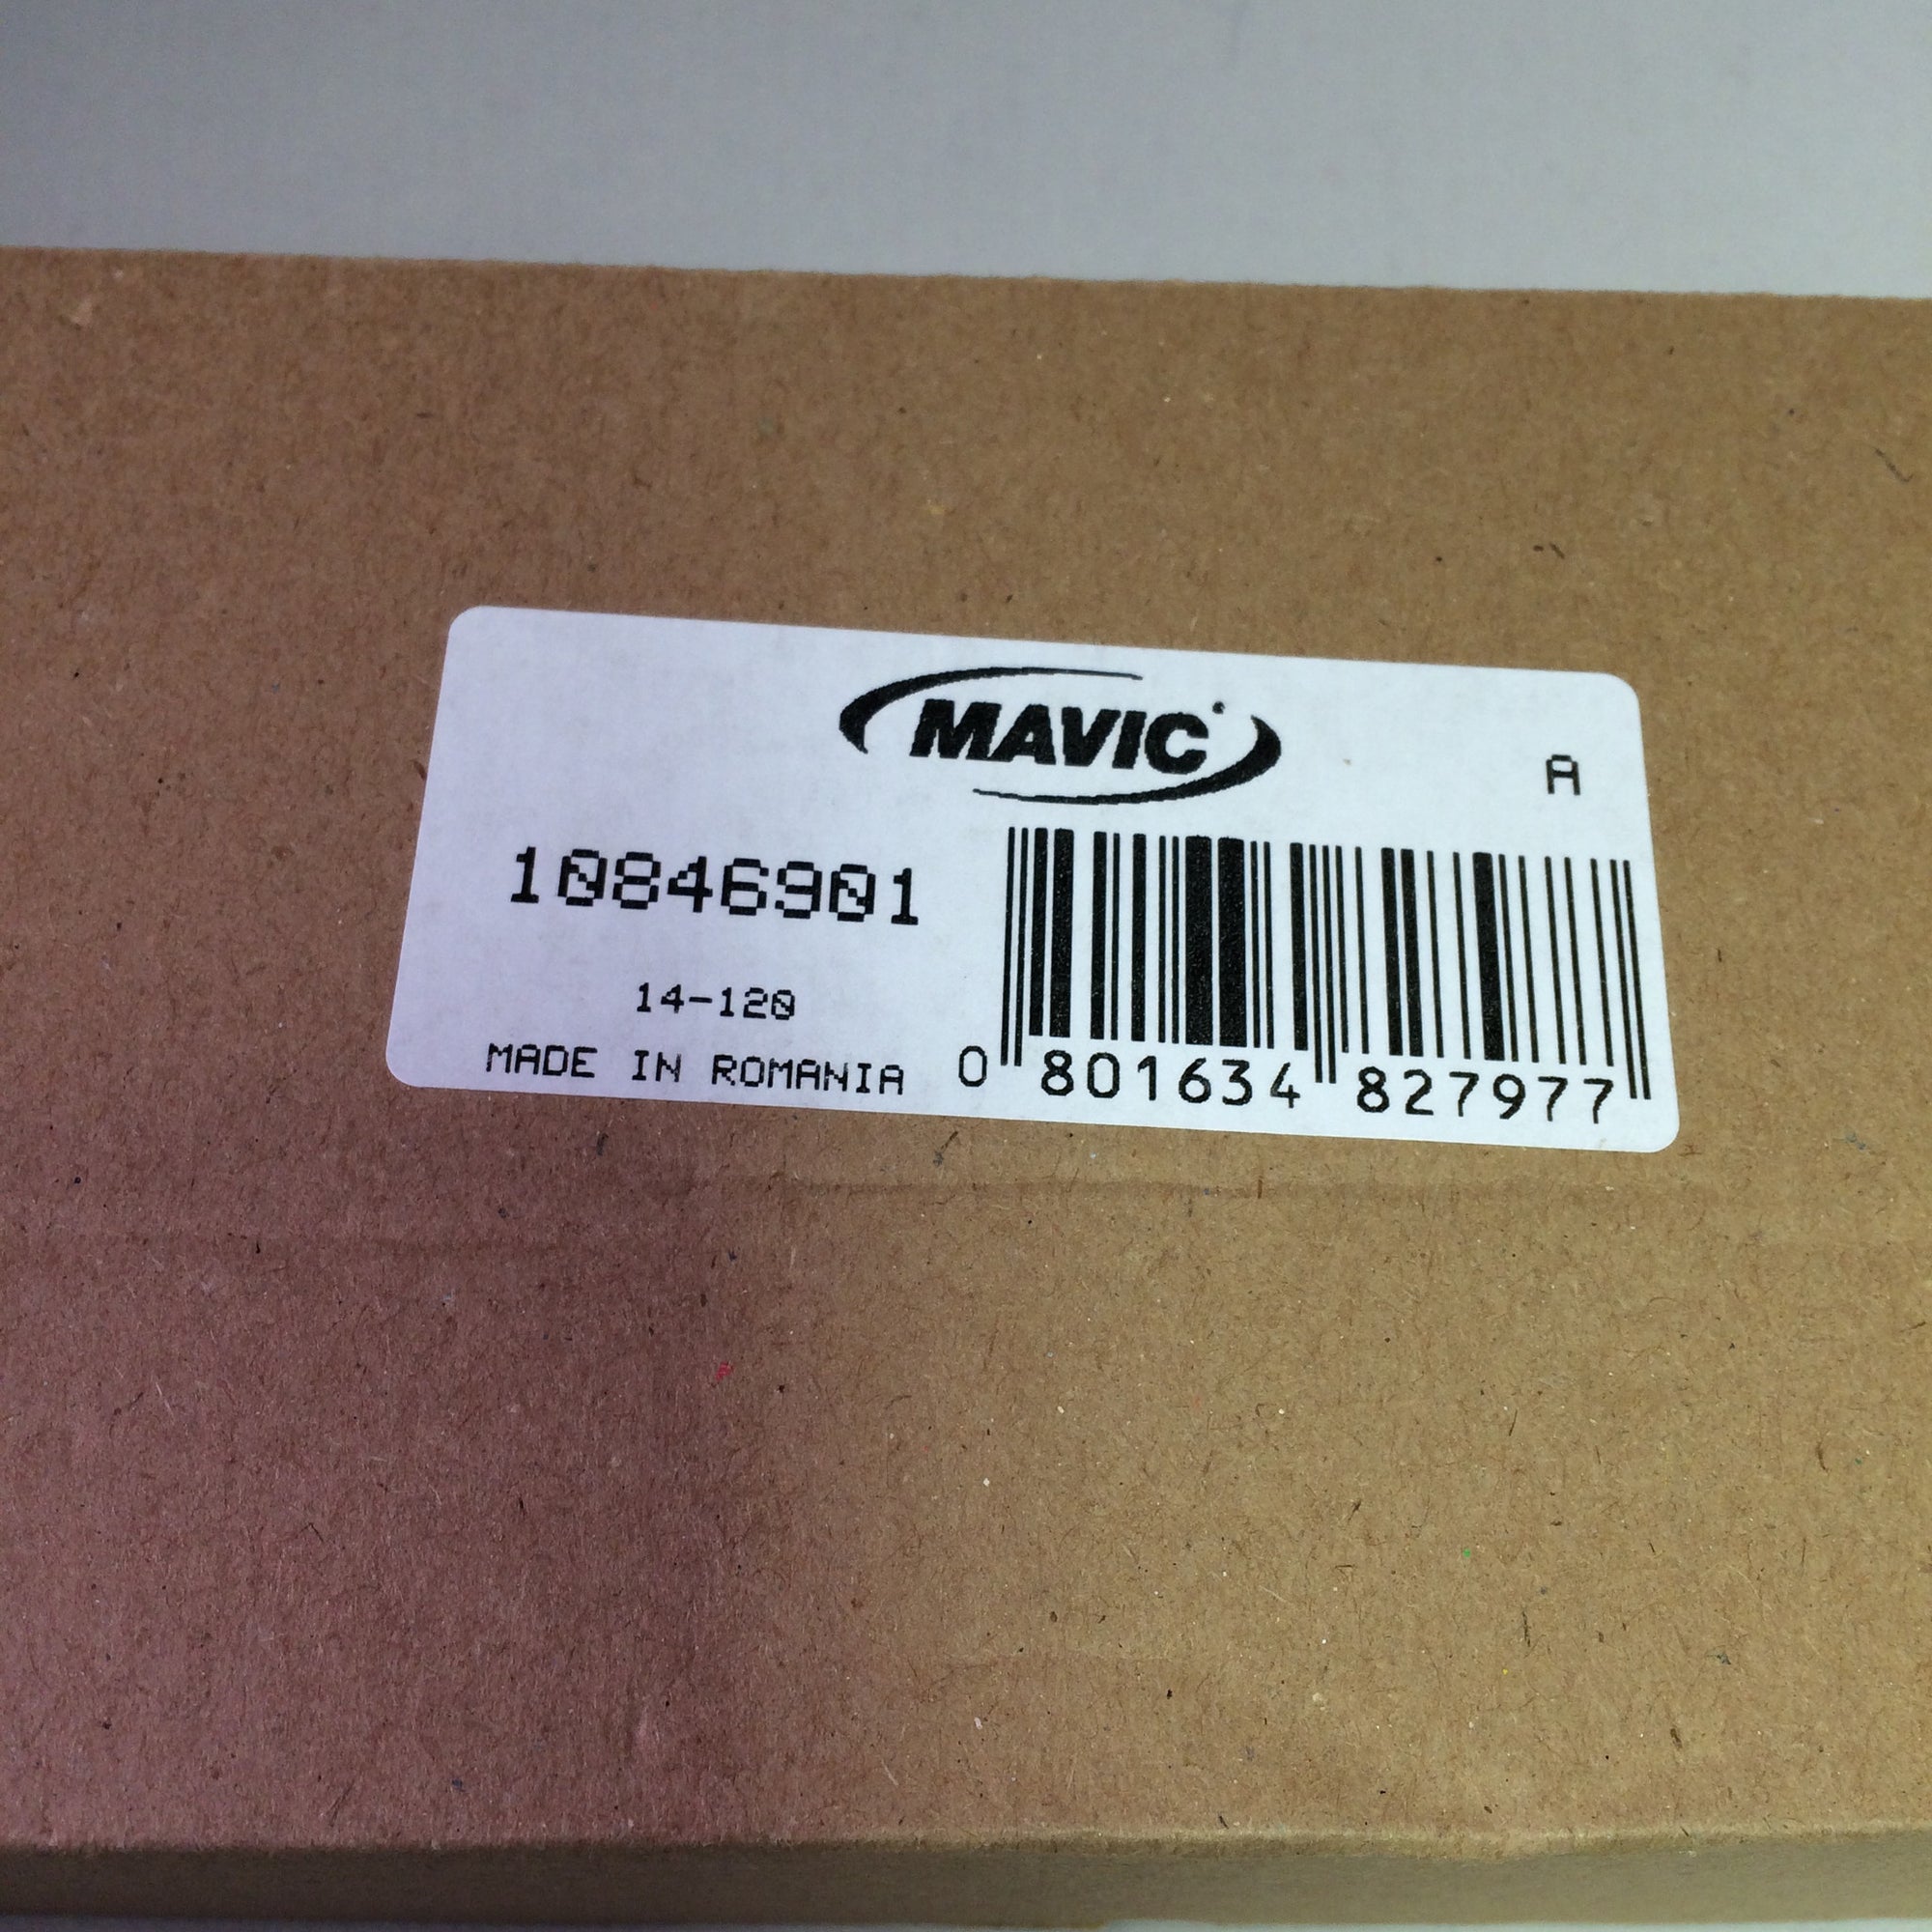 MAVIC
A
10846901
14-120
MADE IN ROMANIA
0 801634 827977